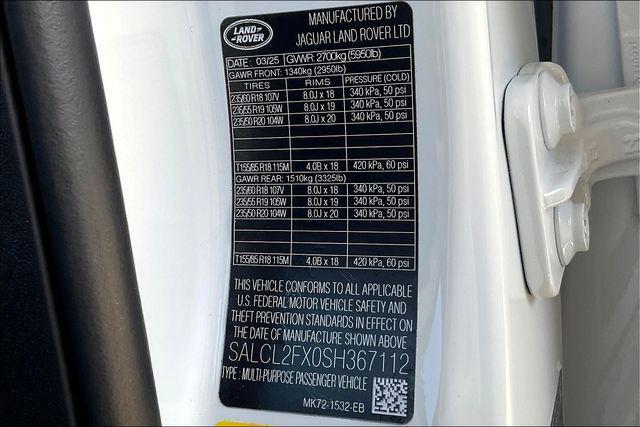 LAND ROVER
MANUFACTURED BY
JAGUAR LAND ROVER LTD
DATE: 03/25 GVWR 2700kg (5950lb)
GAWR FRONT: 1340kg (2950lb)
TIRES RIMS PRESSURE (COLD)
235/60 R18 107V 8.0J x 18 340 kPa, 50 psi
235/55 R19 105W 8.0J x 19 340 kPa, 50 psi
235/50 R20 104W 8.0J x 20 340 kPa, 50 psi
T155/85 R18 115M 4.0B x 18 420 kPa, 60 psi
GAWR REAR: 1510kg (3325lb)
235/60 R18 107V 8.0J x 18 340 kPa, 50 psi
235/55 R19 105W 8.0J x 19 340 kPa, 50 psi
235/50 R20 104W 8.0J x 20 340 kPa, 50 psi
T155/85 R18 115M 4.0B x 18 420 kPa, 60 psi
THIS VEHICLE CONFORMS TO ALL APPLICABLE
U.S. FEDERAL MOTOR VEHICLE SAFETY AND
THEFT PREVENTION STANDARDS IN EFFECT ON
THE DATE OF MANUFACTURE SHOWN ABOVE
SALCL2FX0SH367112
TYPE: MULTI-PURPOSE PASSENGER VEHICLE
MK72-1532-EB